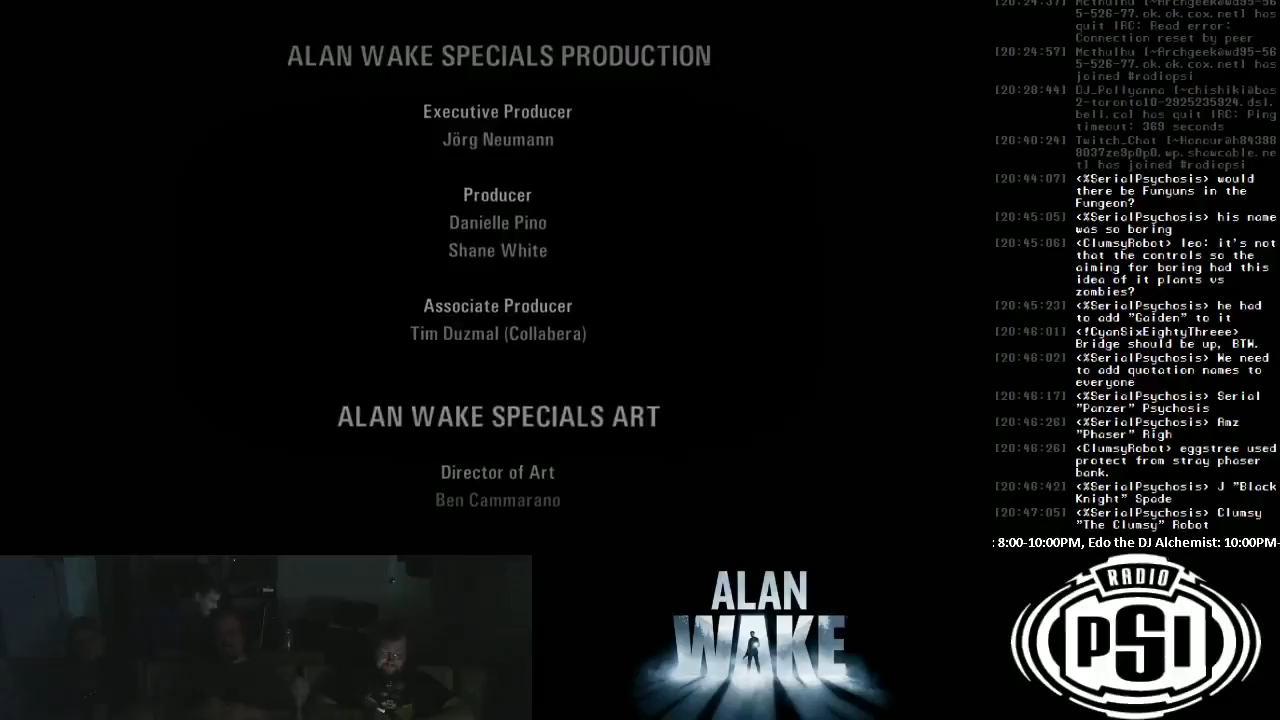 ALAN WAKE SPECIALS PRODUCTION
Executive Producer
Jörg Neumann
Producer
Danielle Pino
Shane White
Associate Producer
Tim Duzmal (Collabera)
ALAN WAKE SPECIALS ART
Director of Art
Ben Cammarano
quit [RC: Read error:
Connection reset by peer
[20:24:57] Mcthulhu [~Archgeek@wd95-56
5-526-77.ok.ok.cox.net] has
joined #radiopsi
[20:28:44] DJ_Pollyanna [~chishiki@bas
2-toronto10-2925235924.dsl.
bell.ca] has quit IRC: Ping
timeout: 369 seconds
[20:40:24]
has joined #radiopsi
[20:44:07] <%SerialPsychosis> would
there be Funyuns in the
Fungeon?
[20:45:05] <%SerialPsychosis> his name
was so boring
[20:45:06] <ClumsyRobot> leo: it's not
that the controls so the
aiming for boring had this
idea of it plants vs
zombies?
[20:45:23] <%SerialPsychosis> he had
to add "Gaiden" to it
[20:46:01] <!CyanSixEightyThreee>
Bridge should be up, BTW.
[20:46:02] <%SerialPsychosis> We need
to add quotation names to
everyone
[20:46:17] <%SerialPsychosis> Serial
"Panzer" Psychosis
[20:46:26] <%SerialPsychosis> Amz
"Phaser" Righ
[20:46:26] <ClumsyRobot> eggstree used
protect from stray phaser
bank.
[20:46:42] <%SerialPsychosis> J "Black
Knight" Spade
[20:47:05] <%SerialPsychosis> Clumsy
"The Clumsy" Robot
: 8:00-10:00PM, Edo the DJ Alchemist: 10:00PM-
ALAN
WAKE
RADIO
PSI